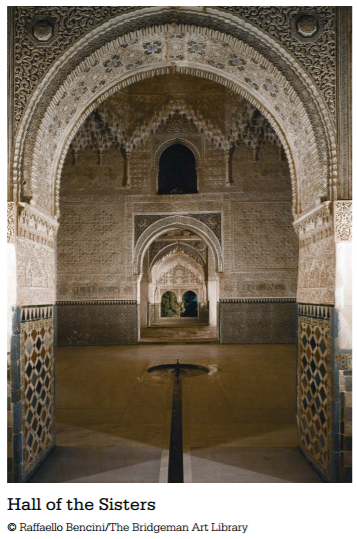 Hall of the Sisters
© Raffaello Bencini/The Bridgeman Art Library